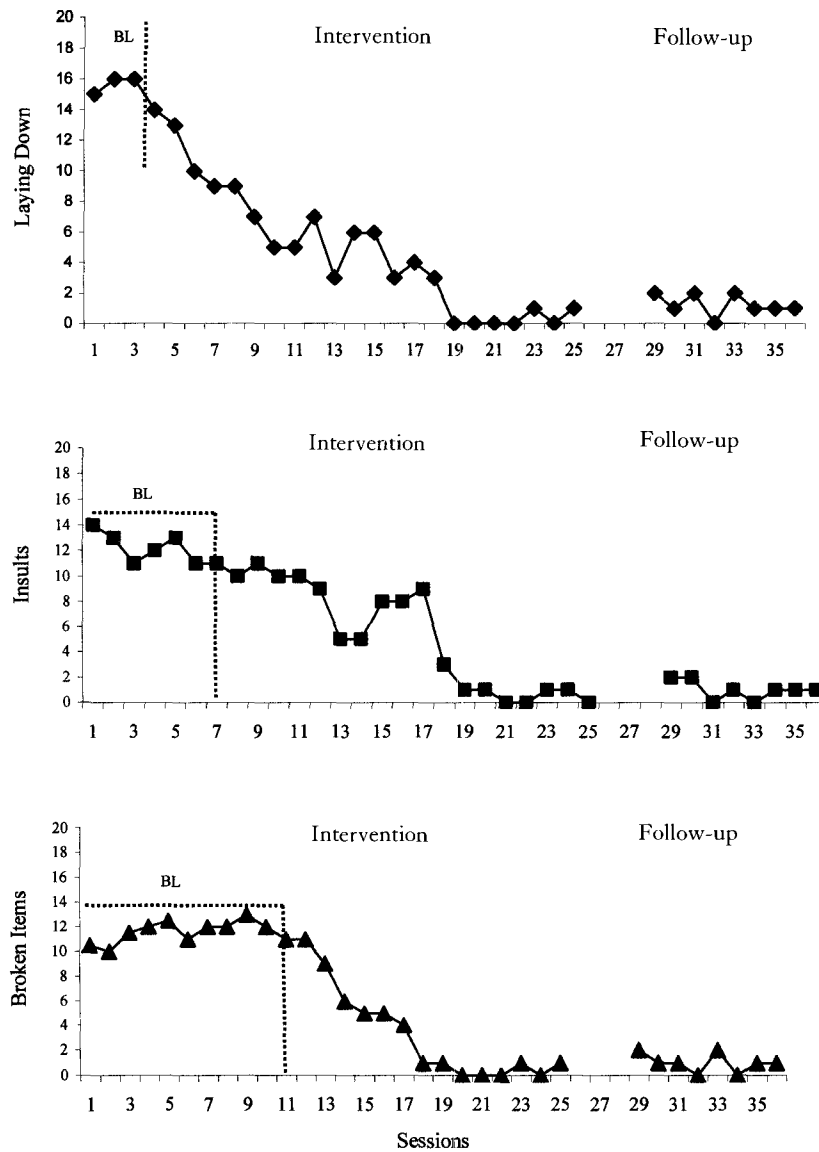 20
BL Intervention Follow-up
18
16
14
12
10
8
6
4
2
0
Laying Down
1 3 5 7 9 11 13 15 17 19 21 23 25 27 29 31 33 35
20
Intervention Follow-up
18
16
BL
14
12
10
8
6
4
2
0
Insults
1 3 5 7 9 11 13 15 17 19 21 23 25 27 29 31 33 35
20
Intervention Follow-up
18
16
BL
14
12
10
8
6
4
2
0
Broken Items
1 3 5 7 9 11 13 15 17 19 21 23 25 27 29 31 33 35
Sessions